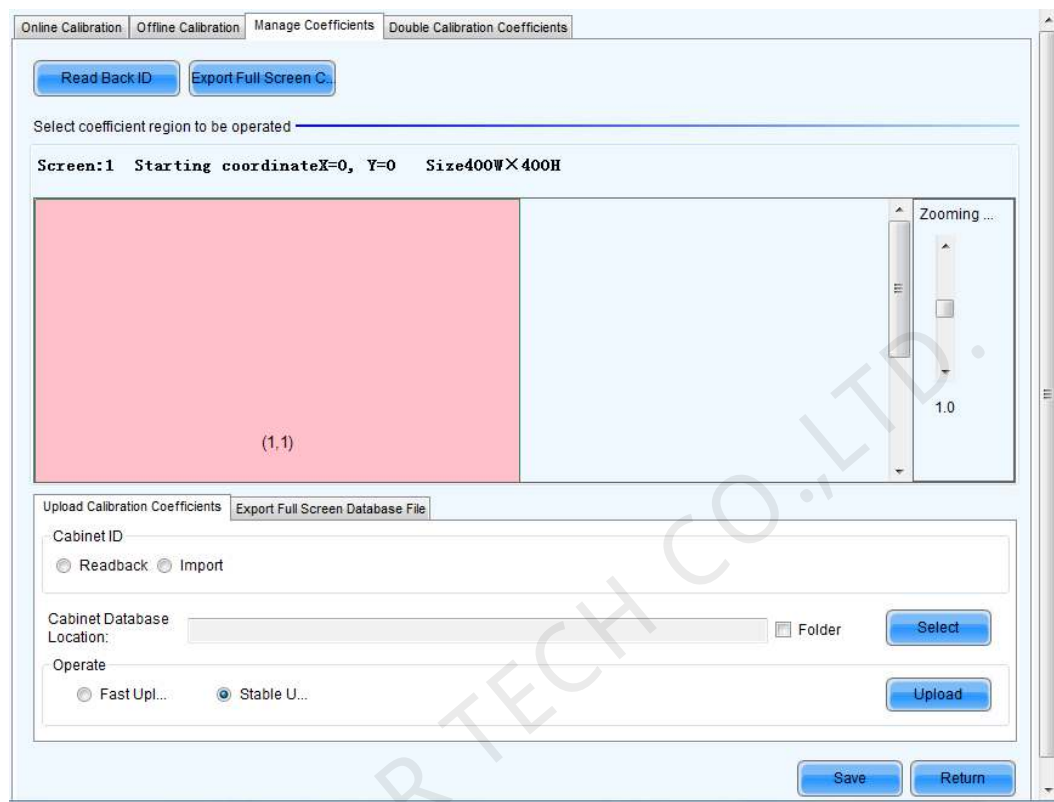 Online Calibration Offline Calibration Manage Coefficients Double Calibration Coefficients
Read Back ID Export Full Screen C...
Select coefficient region to be operated
Screen:1 Starting coordinateX=0, Y=0 Size400W×400H
Zooming ...
1.0
(1,1)
Upload Calibration Coefficients Export Full Screen Database File
Cabinet ID
Readback Import
Cabinet Database
Location:
Folder Select
Operate
Fast Upl... Stable U... Upload
Save Return
R TECH CO.,LTD.